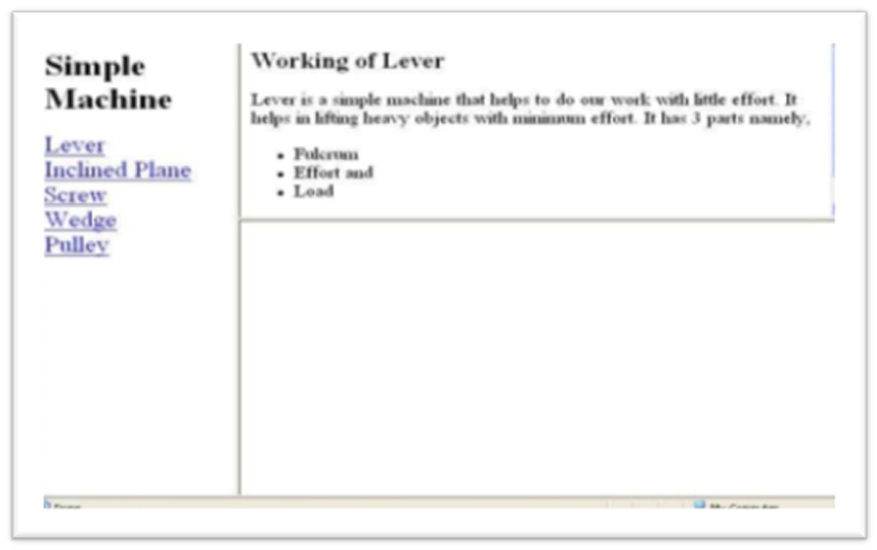 Simple
Machine
Lever
Inclined Plane
Screw
Wedge
Pulley
Working of Lever
Lever is a simple machine that helps to do our work with little effort. It
helps in lifting heavy objects with minimum effort. It has 3 parts namely,
• Fulcrum
• Effort and
• Load
My Computer